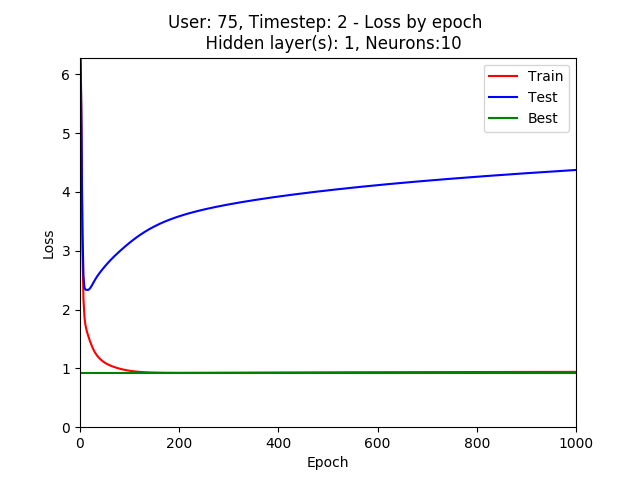 User: 75, Timestep: 2 - Loss by epoch
Hidden layer(s): 1, Neurons:10
Train
Test
Best
6
5
4
3
2
1
0
Loss
0 200 400 600 800 1000
Epoch